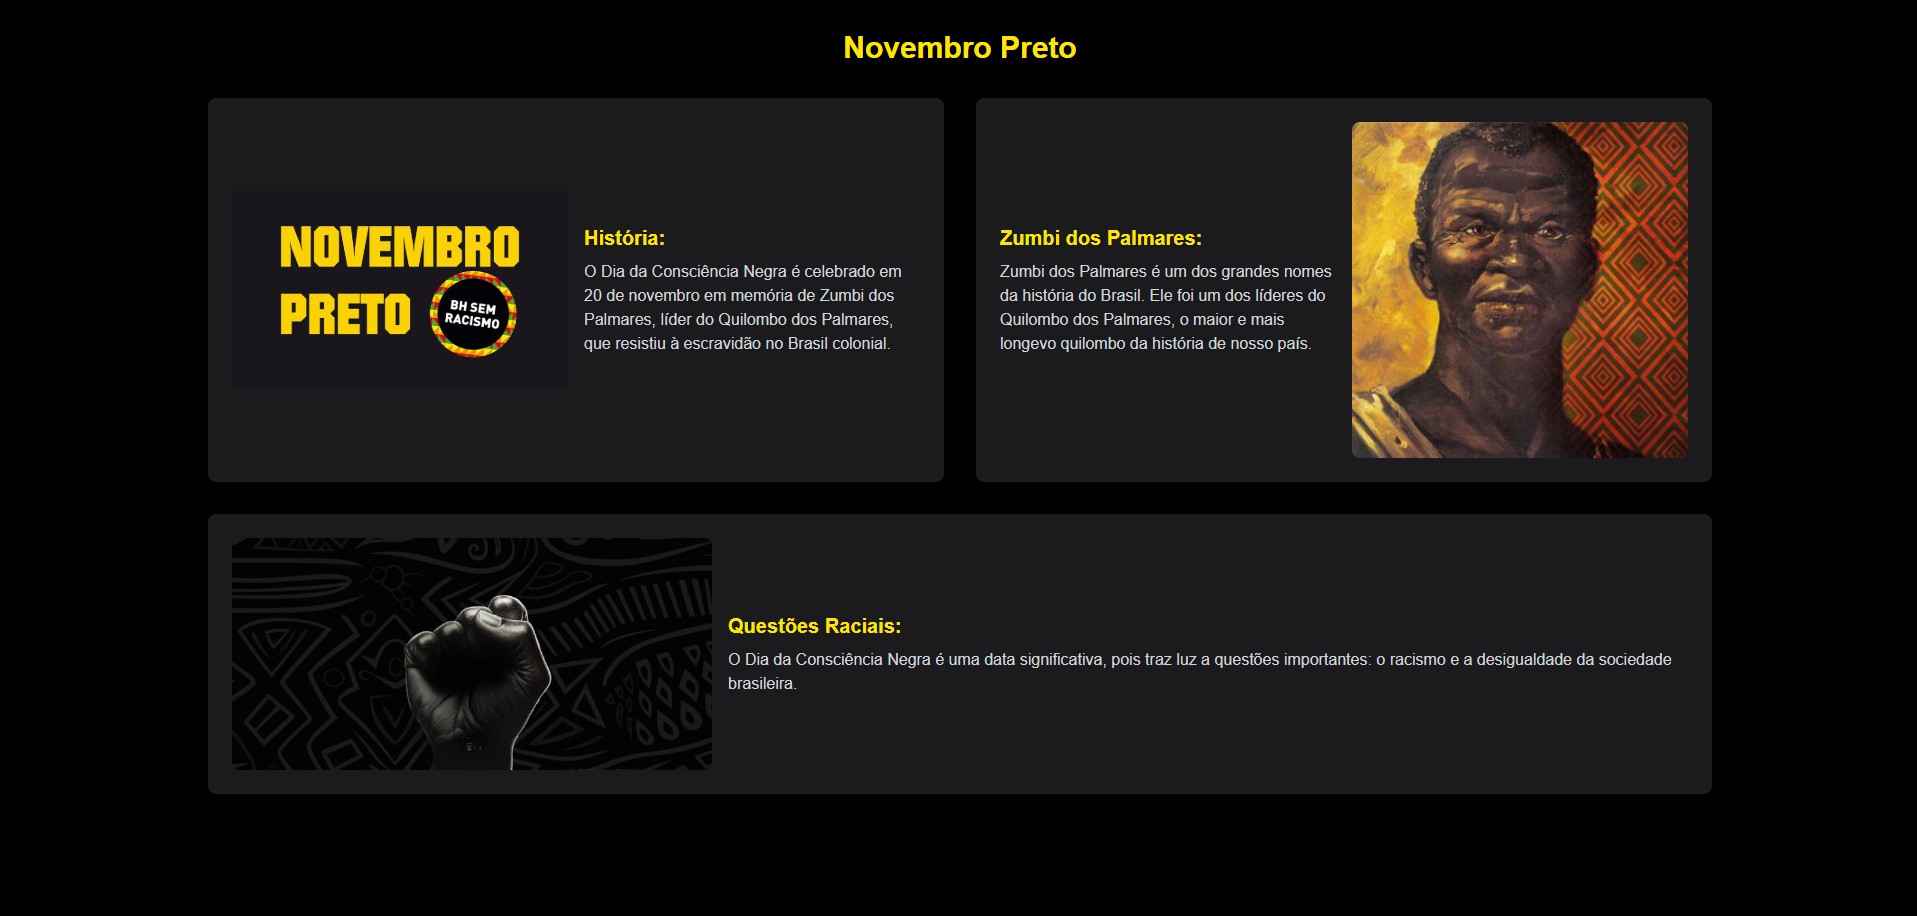 Novembro Preto
NOVEMBRO
PRETO
BH SEM
RACISMO
História:
O Dia da Consciência Negra é celebrado em
20 de novembro em memória de Zumbi dos
Palmares, líder do Quilombo dos Palmares,
que resistiu à escravidão no Brasil colonial.
Zumbi dos Palmares:
Zumbi dos Palmares é um dos grandes nomes
da história do Brasil. Ele foi um dos líderes do
Quilombo dos Palmares, o maior e mais
longevo quilombo da história de nosso país.
Questões Raciais:
O Dia da Consciência Negra é uma data significativa, pois traz luz a questões importantes: o racismo e a desigualdade da sociedade
brasileira.